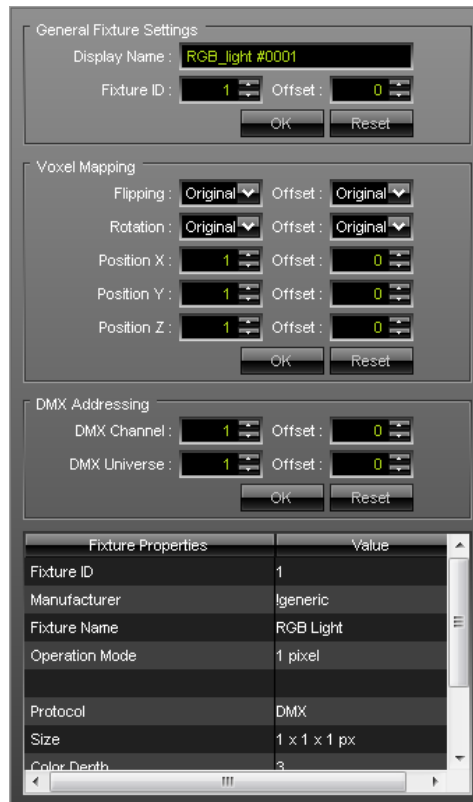 General Fixture Settings
Display Name : RGB_light #0001
Fixture ID : 1 Offset : 0
OK Reset
Voxel Mapping
Flipping : Original Offset : Original
Rotation : Original Offset : Original
Position X : 1 Offset : 0
Position Y : 1 Offset : 0
Position Z : 1 Offset : 0
OK Reset
DMX Addressing
DMX Channel : 1 Offset : 0
DMX Universe : 1 Offset : 0
OK Reset
Fixture Properties Value
Fixture ID 1
Manufacturer !generic
Fixture Name RGB Light
Operation Mode 1 pixel
Protocol DMX
Size 1 x 1 x 1 px
Color Depth 3